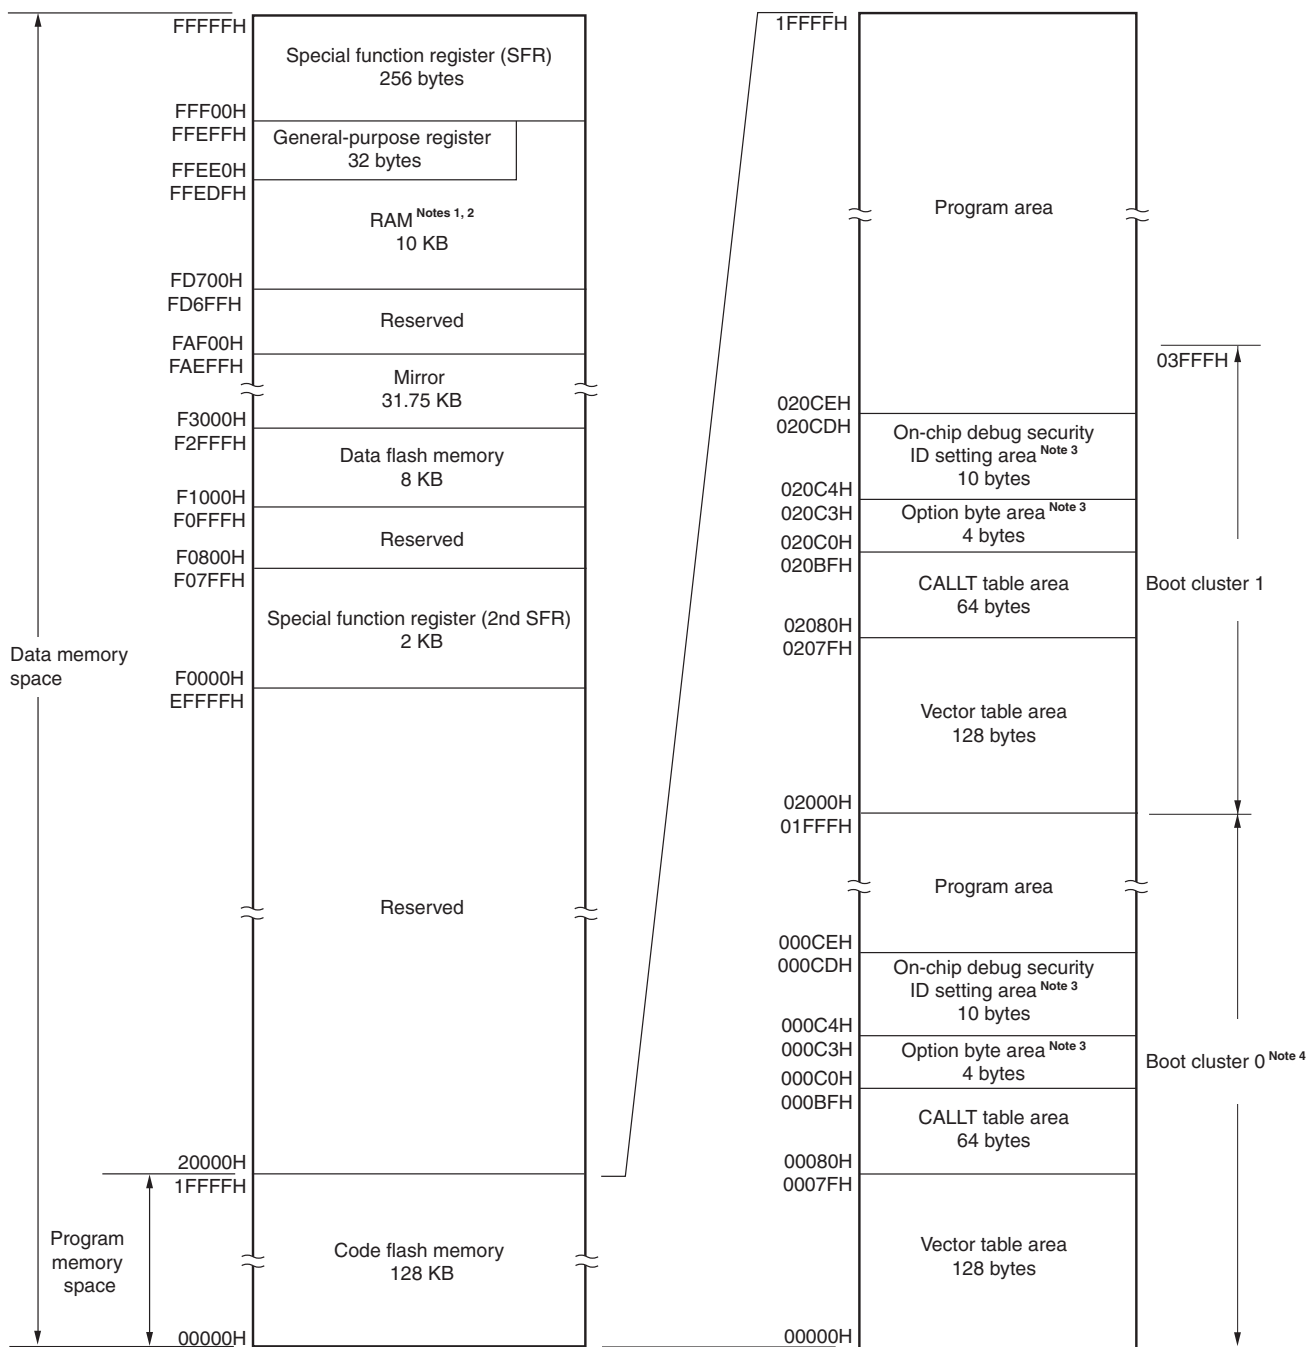 FFFFFH
Special function register (SFR)
256 bytes
FFF00H
FFEFFH
General-purpose register
32 bytes
FFEE0H
FFEDFH
RAM Notes 1, 2
10 KB
FD700H
FD6FFH
Reserved
FAF00H
FAEFFH
Mirror
31.75 KB
F3000H
F2FFFH
Data flash memory
8 KB
F1000H
F0FFFH
Reserved
F0800H
F07FFH
Special function register (2nd SFR)
2 KB
Data memory
space
F0000H
EFFFFH
Reserved
20000H
1FFFFH
Program
memory
space
Code flash memory
128 KB
00000H
1FFFFH
Program area
03FFFH
020CEH
020CDH
On-chip debug security
ID setting area Note 3
10 bytes
020C4H
020C3H
Option byte area Note 3
4 bytes
020C0H
020BFH
CALLT table area
64 bytes
Boot cluster 1
02080H
0207FH
Vector table area
128 bytes
02000H
01FFFH
Program area
000CEH
000CDH
On-chip debug security
ID setting area Note 3
10 bytes
000C4H
000C3H
Option byte area Note 3
4 bytes
Boot cluster 0 Note 4
000C0H
000BFH
CALLT table area
64 bytes
00080H
0007FH
Vector table area
128 bytes
00000H